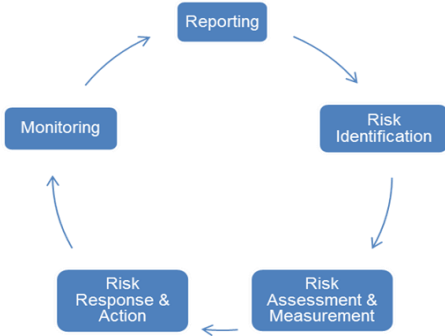 Reporting
Risk
Identification
Risk
Assessment &
Measurement
Risk
Response &
Action
Monitoring